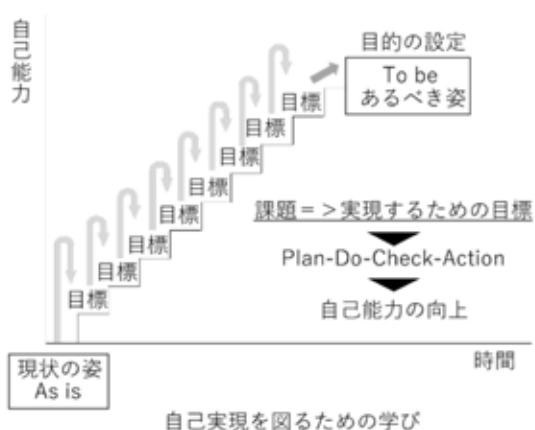 自己能力
目的の設定
To be
あるべき姿
目標
目標
目標
目標
目標
目標
目標
目標
課題=>実現するための目標
Plan-Do-Check-Action
自己能力の向上
時間
現状の姿
As is
自己実現を図るための学び